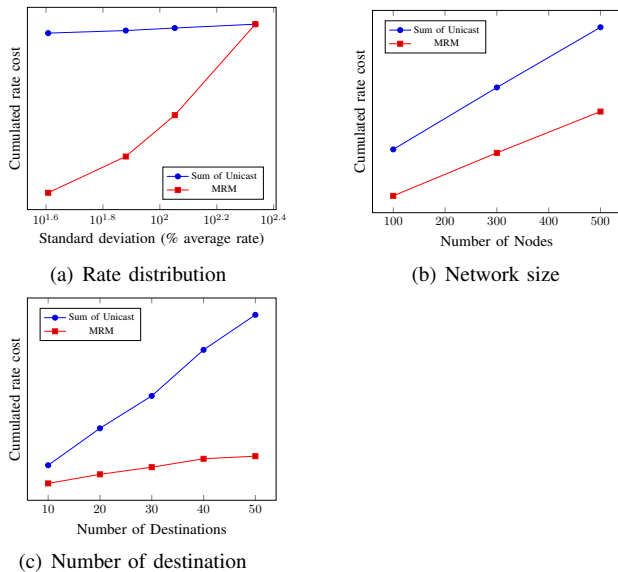 Cumulated rate cost
Sum of Unicast
MRM
10^1.6 10^1.8 10^2 10^2.2 10^2.4
Standard deviation (% average rate)
(a) Rate distribution
Cumulated rate cost
Sum of Unicast
MRM
100 200 300 400 500
Number of Nodes
(b) Network size
Cumulated rate cost
Sum of Unicast
MRM
10 20 30 40 50
Number of Destinations
(c) Number of destination